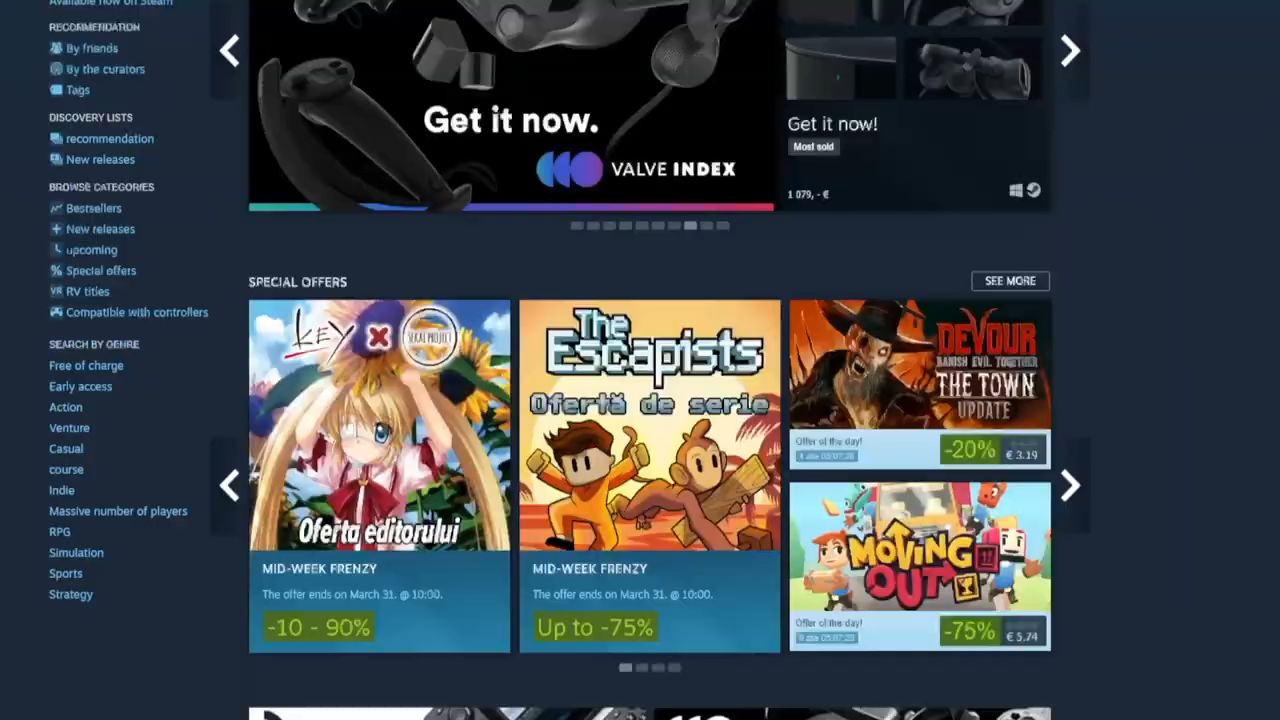 Available now on Steam
RECOMMENDATION
By friends
By the curators
Tags
DISCOVERY LISTS
recommendation
New releases
BROWSE CATEGORIES
Bestsellers
New releases
upcoming
Special offers
VR RV titles
Compatible with controllers
SEARCH BY GENRE
Free of charge
Early access
Action
Venture
Casual
course
Indie
Massive number of players
RPG
Simulation
Sports
Strategy
Get it now.
VALVE INDEX
Get it now!
Most sold
1 079, - €
SPECIAL OFFERS
SEE MORE
KEY X
Oferta editorului
MID-WEEK FRENZY
The offer ends on March 31. @ 10:00.
-10 - 90%
The
Escapists
Ofertă de serie
MID-WEEK FRENZY
The offer ends on March 31. @ 10:00.
Up to -75%
DEVOUR
BANISH EVIL. TOGETHER
THE TOWN
UPDATE
Offer of the day!
-20%
€ 3.19
MOVING
OUT
Offer of the day!
-75%
€ 5.74